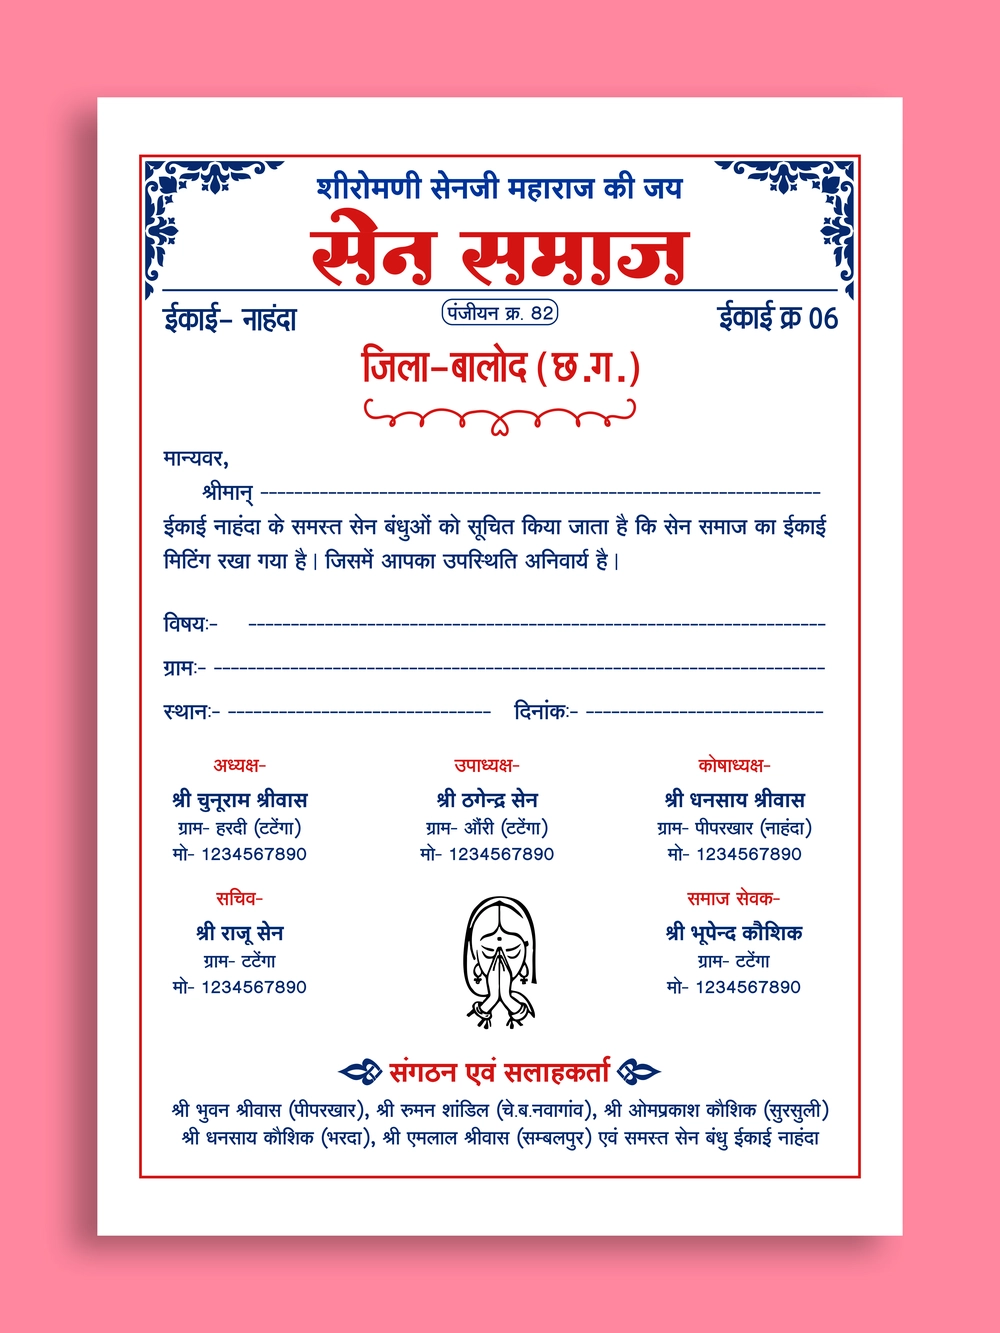 शीरोमणी सेनजी महाराज की जय
सेन समाज
ईकाई- नाहंदा
पंजीयन क्र. 82
ईकाई क्र 06
जिला-बालोद (छ.ग.)
मान्यवर,
श्रीमान् ------------------------------------------------------------------
ईकाई नाहंदा के समस्त सेन बंधुओं को सूचित किया जाता है कि सेन समाज का ईकाई
मिटिंग रखा गया है| जिसमें आपका उपस्थिति अनिवार्य है|
विषय:- --------------------------------------------------------------------
ग्राम:- ------------------------------------------------------------------------
स्थान:- ------------------------------- दिनांक:- ----------------------------
अध्यक्ष- उपाध्यक्ष- कोषाध्यक्ष-
श्री चुनूराम श्रीवास श्री ठगेन्द्र सेन श्री धनसाय श्रीवास
ग्राम- हरदी (टटेंगा) ग्राम- औंरी (टटेंगा) ग्राम- पीपरखार (नाहंदा)
मो- 1234567890 मो- 1234567890 मो- 1234567890
सचिव- समाज सेवक-
श्री राजू सेन श्री भूपेन्द कौशिक
ग्राम- टटेंगा ग्राम- टटेंगा
मो- 1234567890 मो- 1234567890
संगठन एवं सलाहकर्ता
श्री भुवन श्रीवास (पीपरखार), श्री रुमन शांडिल (चे.ब.नवागांव), श्री ओमप्रकाश कौशिक (सुरसुली)
श्री धनसाय कौशिक (भरदा), श्री एमलाल श्रीवास (सम्बलपुर) एवं समस्त सेन बंधु ईकाई नाहंदा